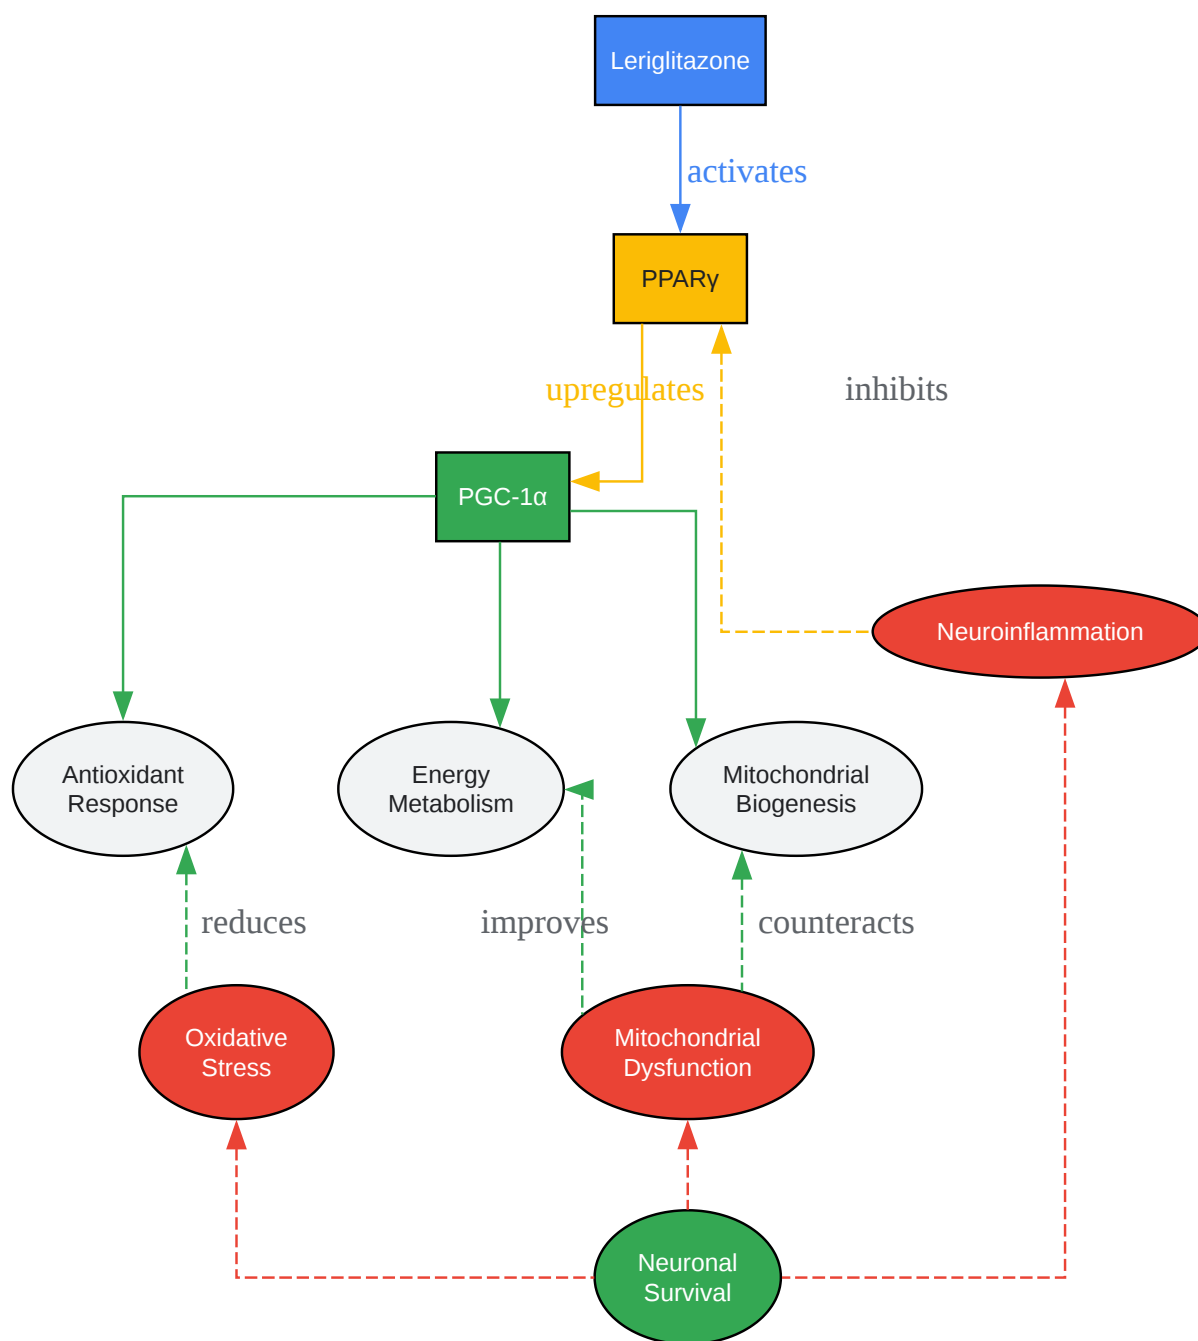 Leriglitazone
activates
PPARγ
upregulates
inhibits
PGC-1α
Neuroinflammation
Antioxidant
Response
Energy
Metabolism
Mitochondrial
Biogenesis
reduces
improves
counteracts
Oxidative
Stress
Mitochondrial
Dysfunction
Neuronal
Survival